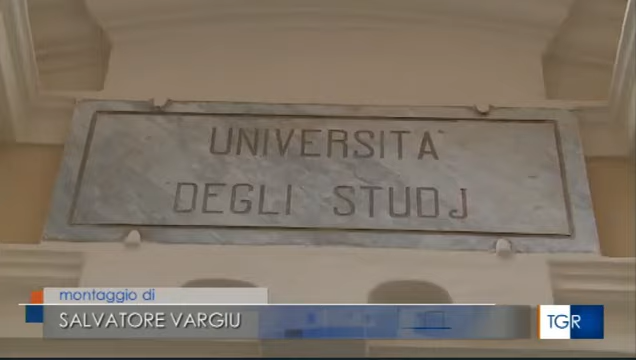 UNIVERSITA'
DEGLI STUDJ
montaggio di
SALVATORE VARGIU
TGR